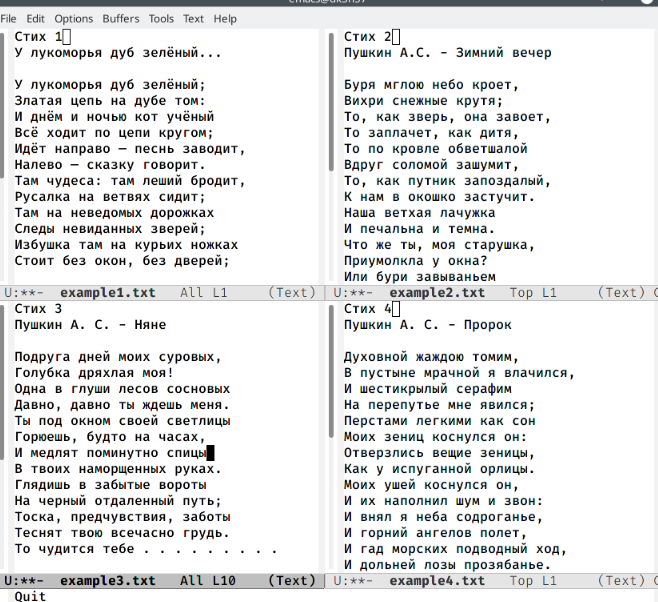 File Edit Options Buffers Tools Text Help
Стих 1
У лукоморья дуб зелёный...
У лукоморья дуб зелёный;
Златая цепь на дубе том:
И днём и ночью кот учёный
Всё ходит по цепи кругом;
Идёт направо — песнь заводит,
Налево — сказку говорит.
Там чудеса: там леший бродит,
Русалка на ветвях сидит;
Там на неведомых дорожках
Следы невиданных зверей;
Избушка там на курьих ножках
Стоит без окон, без дверей;
U:**- example1.txt All L1 (Text)
Стих 2
Пушкин А.С. - Зимний вечер
Буря мглою небо кроет,
Вихри снежные крутя;
То, как зверь, она завоет,
То заплачет, как дитя,
То по кровле обветшалой
Вдруг соломой зашумит,
То, как путник запоздалый,
К нам в окошко застучит.
Наша ветхая лачужка
И печальна и темна.
Что же ты, моя старушка,
Приумолкла у окна?
Или бури завываньем
U:**- example2.txt Top L1 (Text)
Стих 3
Пушкин А. С. - Няне
Подруга дней моих суровых,
Голубка дряхлая моя!
Одна в глуши лесов сосновых
Давно, давно ты ждешь меня.
Ты под окном своей светлицы
Горюешь, будто на часах,
И медлят поминутно спицы
В твоих наморщенных руках.
Глядишь в забытые вороты
На черный отдаленный путь;
Тоска, предчувствия, заботы
Теснят твою всечасно грудь.
То чудится тебе . . . . . . . . .
U:**- example3.txt All L10 (Text)
Стих 4
Пушкин А. С. - Пророк
Духовной жаждою томим,
В пустыне мрачной я влачился,
И шестикрылый серафим
На перепутье мне явился;
Перстами легкими как сон
Моих зениц коснулся он:
Отверзлись вещие зеницы,
Как у испуганной орлицы.
Моих ушей коснулся он,
И их наполнил шум и звон:
И внял я неба содроганье,
И горний ангелов полет,
И гад морских подводный ход,
И дольней лозы прозябанье.
U:**- example4.txt Top L1 (Text)
Quit